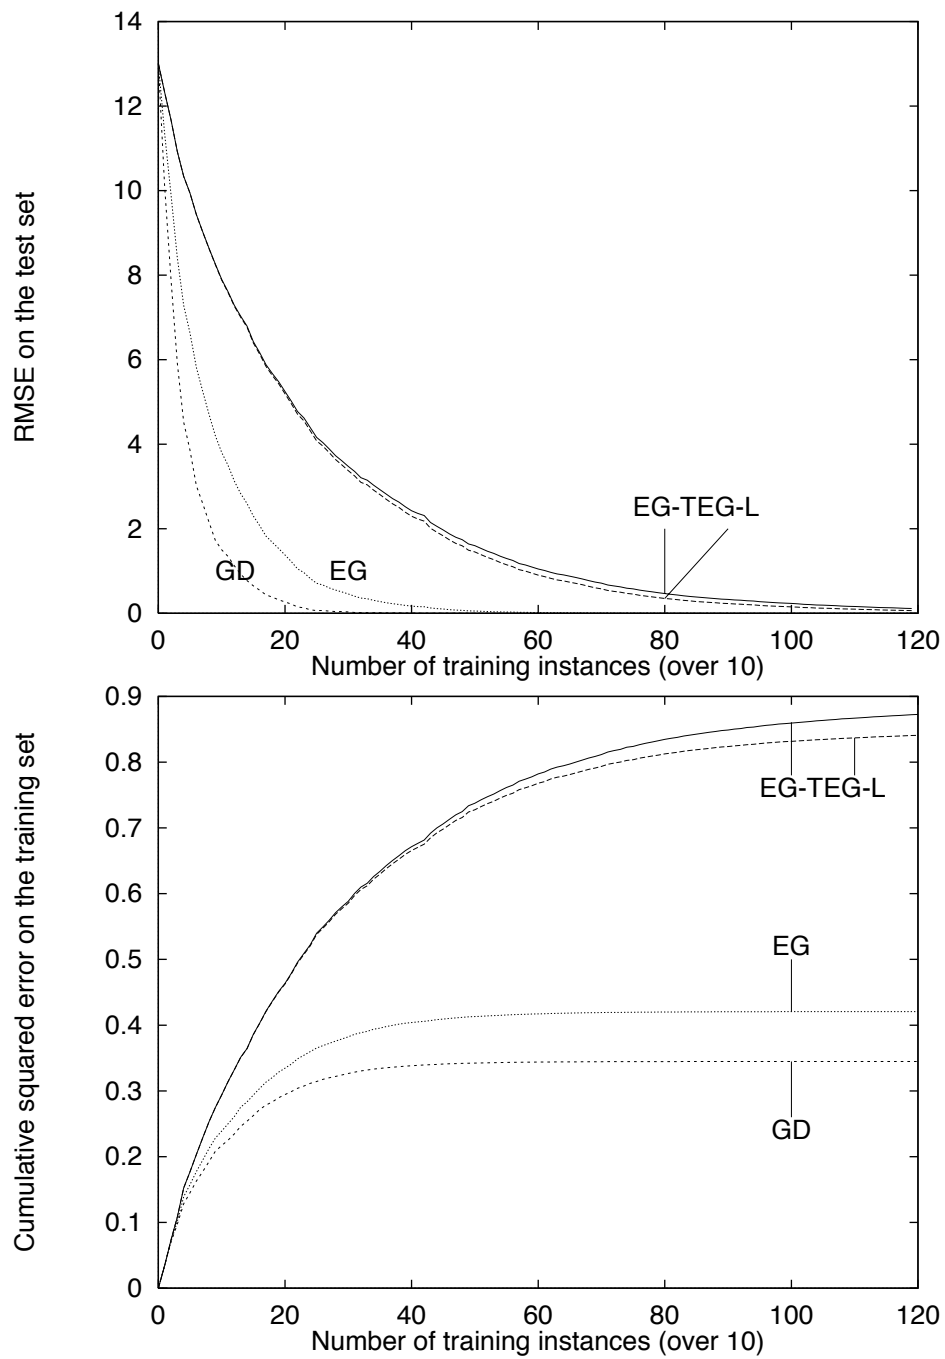 14
12
10
8
6
4
2
0
RMSE on the test set
EG-TEG-L
GD
EG
0 20 40 60 80 100 120
Number of training instances (over 10)
0.9
0.8
0.7
0.6
0.5
0.4
0.3
0.2
0.1
0
Cumulative squared error on the training set
EG-TEG-L
EG
GD
0 20 40 60 80 100 120
Number of training instances (over 10)